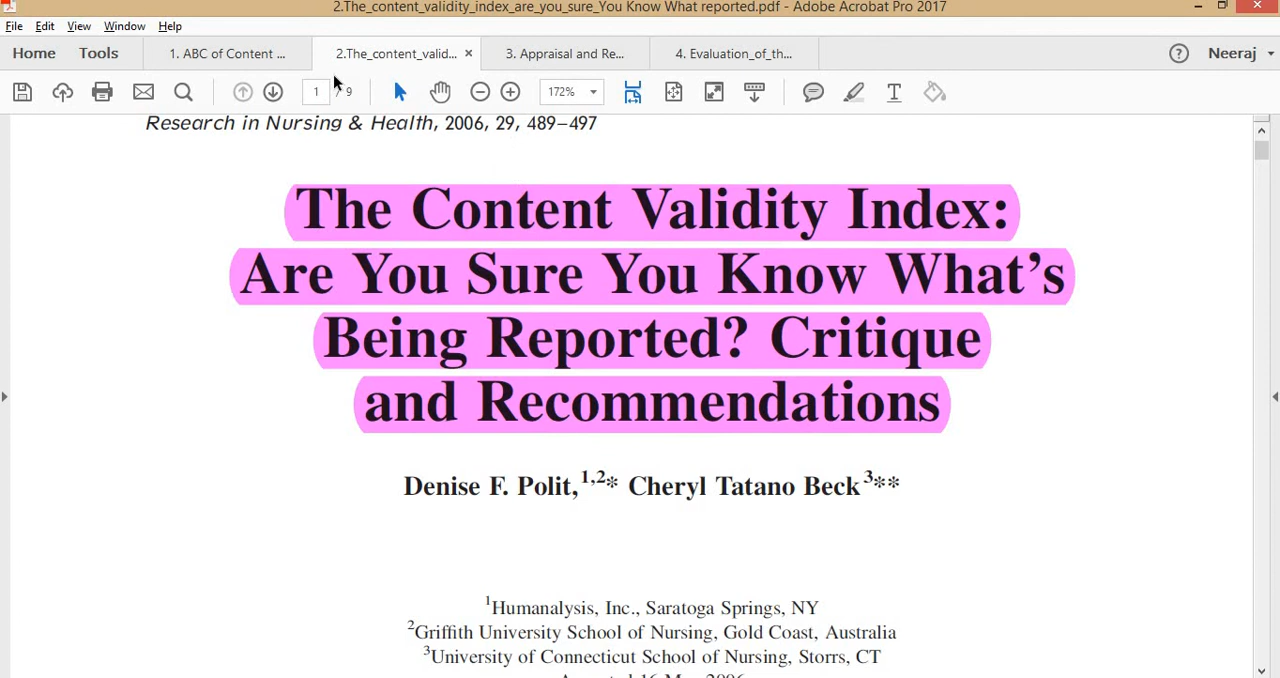 2.The_content_validity_index_are_you_sure_You Know What reported.pdf - Adobe Acrobat Pro 2017
File Edit View Window Help
Home Tools 1. ABC of Content ... 2.The_content_valid... × 3. Appraisal and Re... 4. Evaluation_of_th... Neeraj
1 / 9 172%
Research in Nursing & Health, 2006, 29, 489–497
The Content Validity Index:
Are You Sure You Know What’s
Being Reported? Critique
and Recommendations
Denise F. Polit,1,2* Cheryl Tatano Beck3**
1Humanalysis, Inc., Saratoga Springs, NY
2Griffith University School of Nursing, Gold Coast, Australia
3University of Connecticut School of Nursing, Storrs, CT